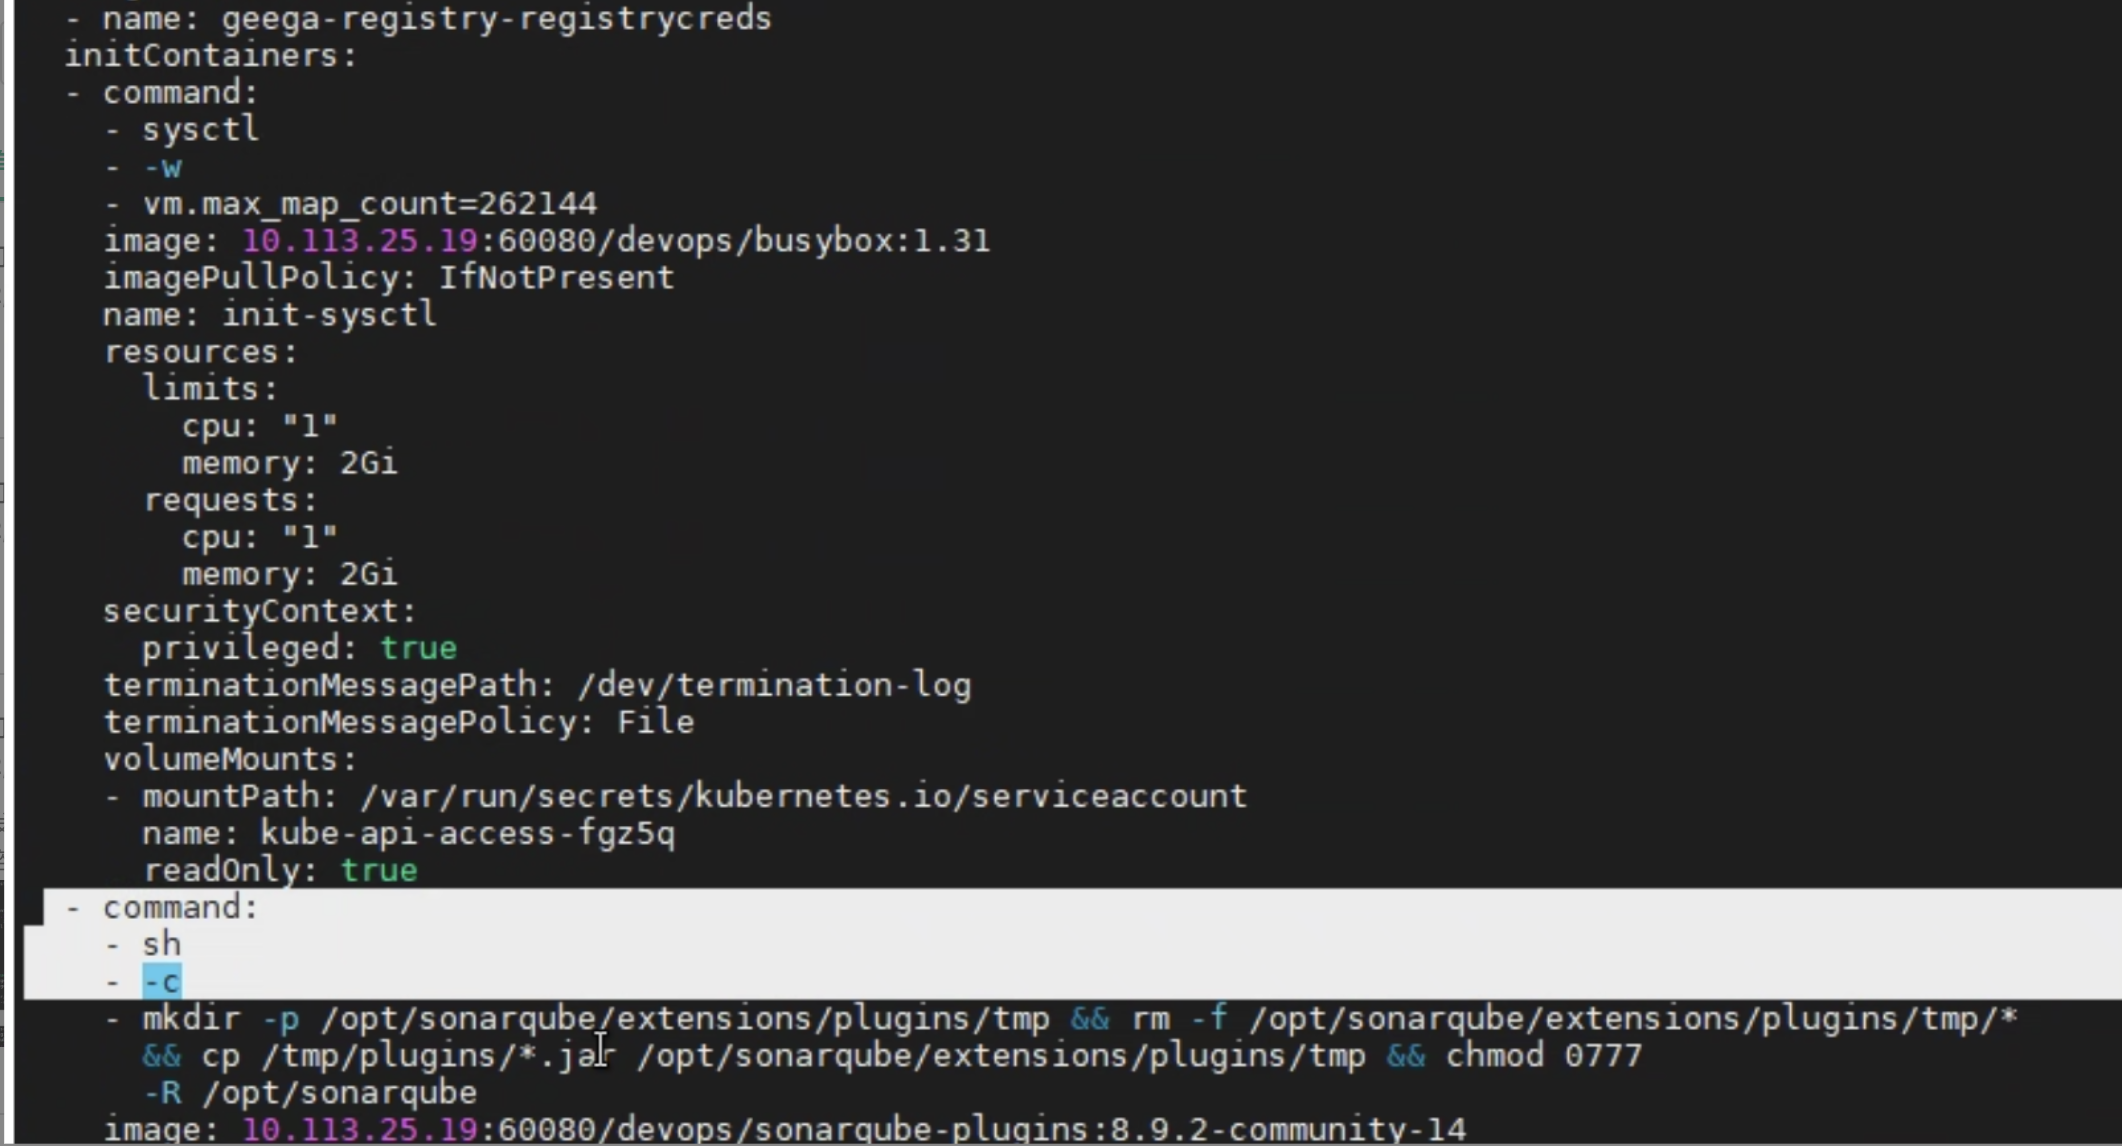 - name: geega-registry-registrycreds
initContainers:
- command:
  - sysctl
  - -w
  - vm.max_map_count=262144
  image: 10.113.25.19:60080/devops/busybox:1.31
  imagePullPolicy: IfNotPresent
  name: init-sysctl
  resources:
    limits:
      cpu: "1"
      memory: 2Gi
    requests:
      cpu: "1"
      memory: 2Gi
  securityContext:
    privileged: true
  terminationMessagePath: /dev/termination-log
  terminationMessagePolicy: File
  volumeMounts:
  - mountPath: /var/run/secrets/kubernetes.io/serviceaccount
    name: kube-api-access-fgz5q
    readOnly: true
- command:
  - sh
  - -c
  - mkdir -p /opt/sonarqube/extensions/plugins/tmp && rm -f /opt/sonarqube/extensions/plugins/tmp/*
    && cp /tmp/plugins/*.jar /opt/sonarqube/extensions/plugins/tmp && chmod 0777
    -R /opt/sonarqube
  image: 10.113.25.19:60080/devops/sonarqube-plugins:8.9.2-community-14